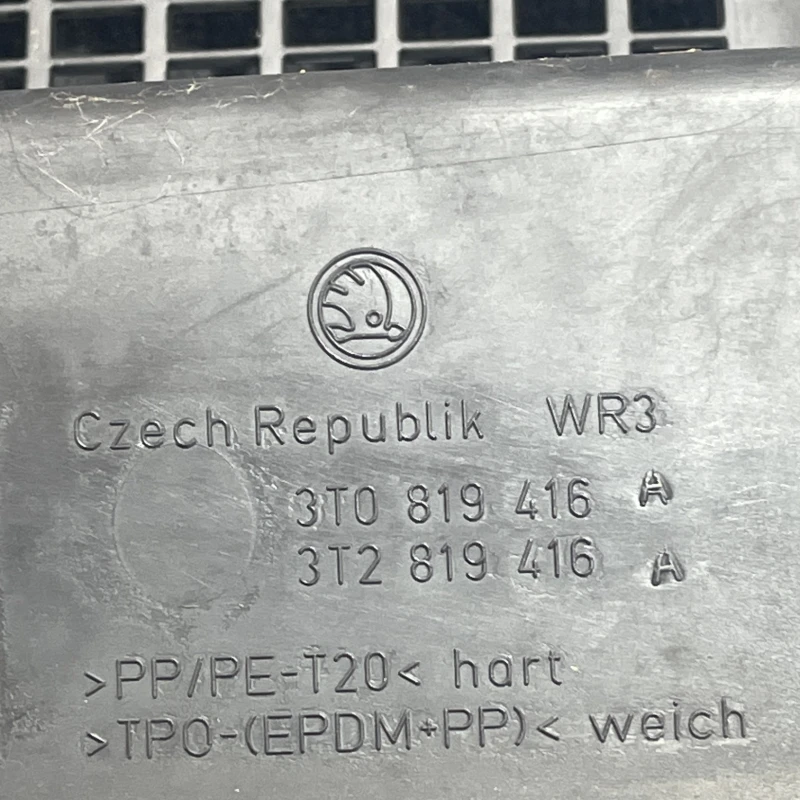 Czech Republik WR3
3T0 819 416 A
3T2 819 416 A
>PP/PE-T20< hart
>TPO-(EPDM+PP)< weich